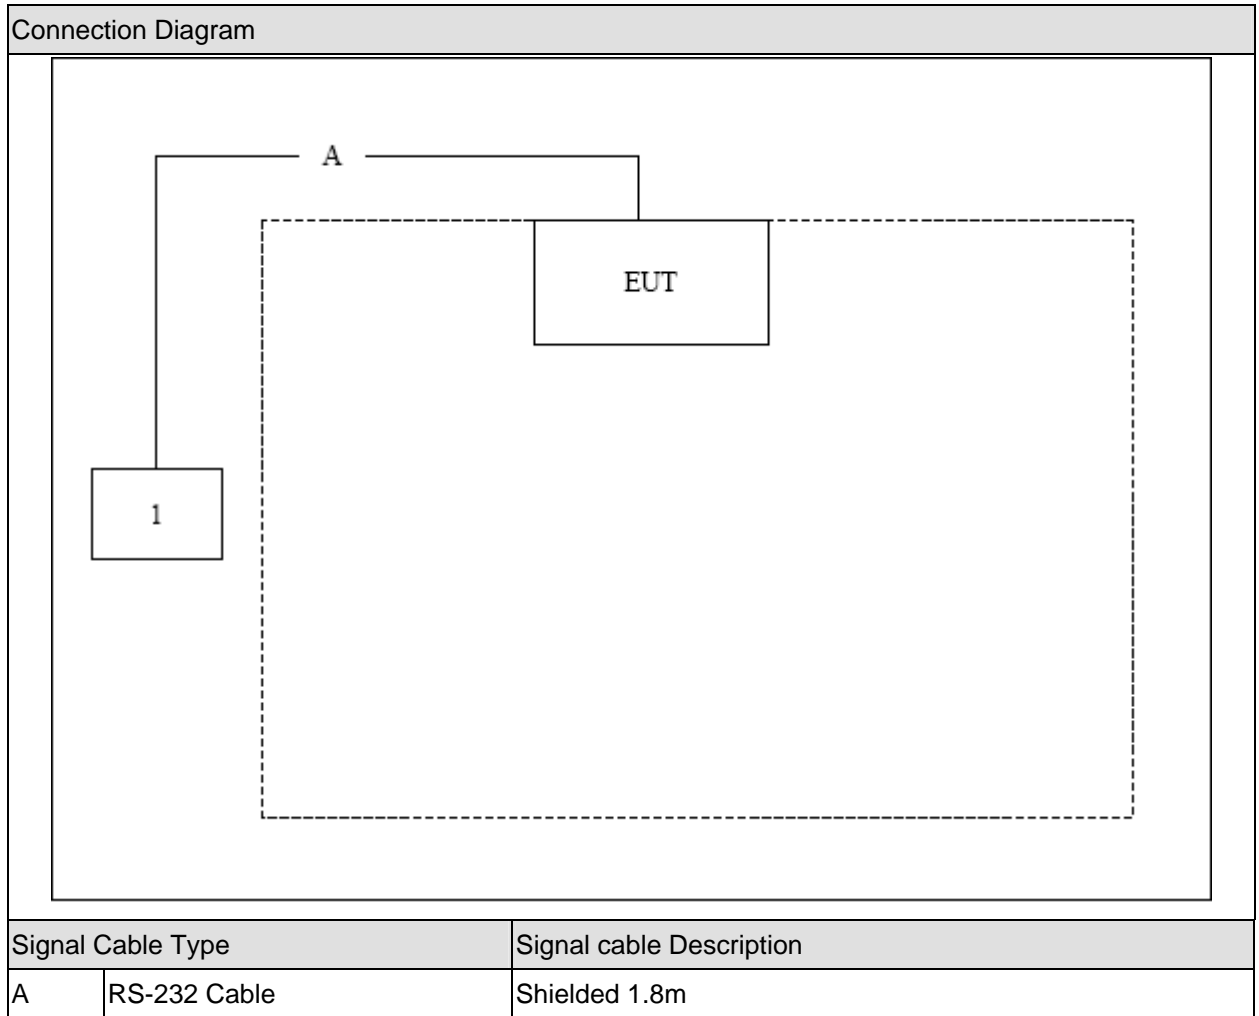 Connection Diagram
A
EUT
1
Signal Cable Type Signal cable Description
A RS-232 Cable Shielded 1.8m